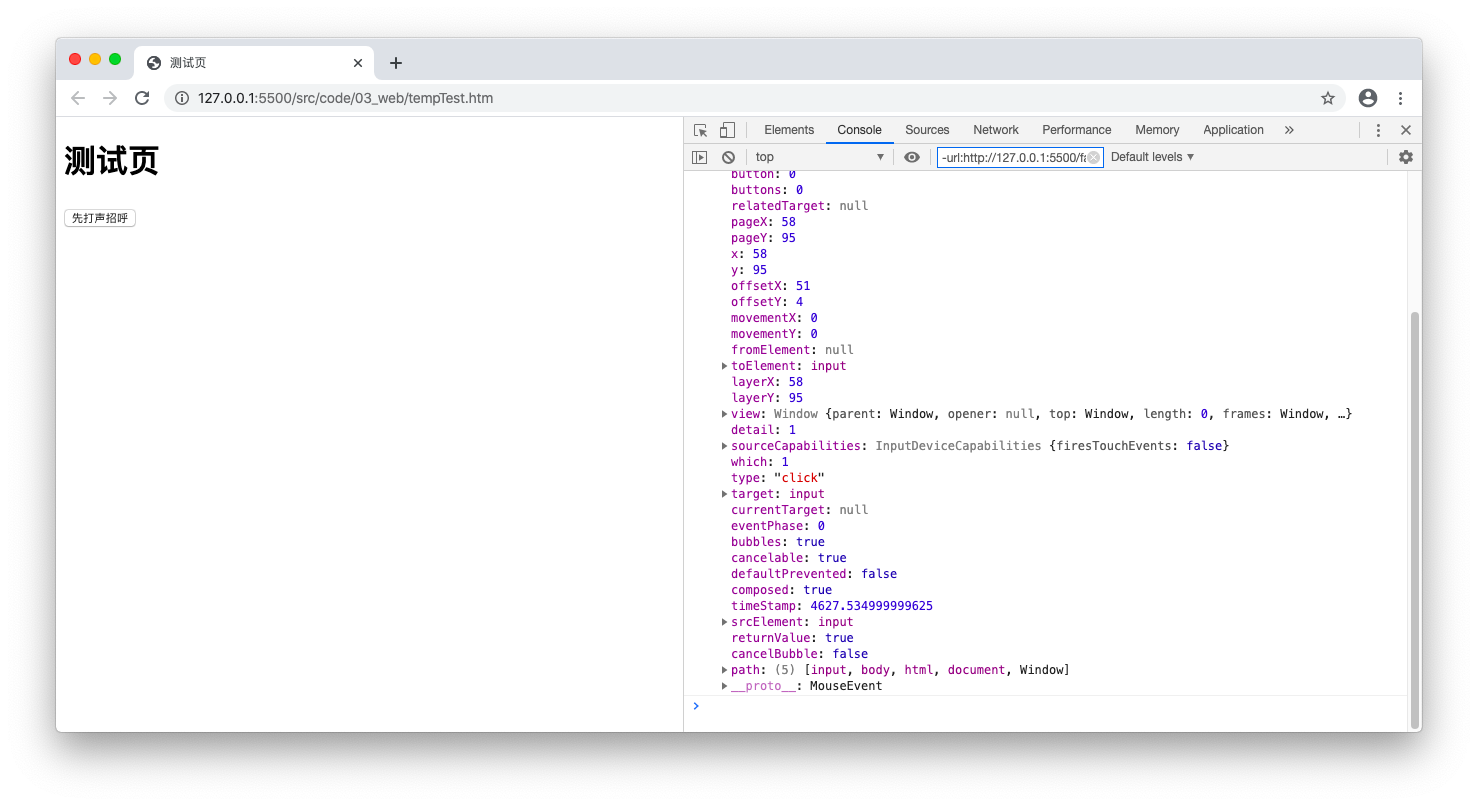 测试页
127.0.0.1:5500/src/code/03_web/tempTest.htm
测试页
先打声招呼
Elements Console Sources Network Performance Memory Application »
top -url:http://127.0.0.1:5500/fa Default levels
button: 0
buttons: 0
relatedTarget: null
pageX: 58
pageY: 95
x: 58
y: 95
offsetX: 51
offsetY: 4
movementX: 0
movementY: 0
fromElement: null
toElement: input
layerX: 58
layerY: 95
view: Window {parent: Window, opener: null, top: Window, length: 0, frames: Window, …}
detail: 1
sourceCapabilities: InputDeviceCapabilities {firesTouchEvents: false}
which: 1
type: "click"
target: input
currentTarget: null
eventPhase: 0
bubbles: true
cancelable: true
defaultPrevented: false
composed: true
timeStamp: 4627.534999999625
srcElement: input
returnValue: true
cancelBubble: false
path: (5) [input, body, html, document, Window]
__proto__: MouseEvent